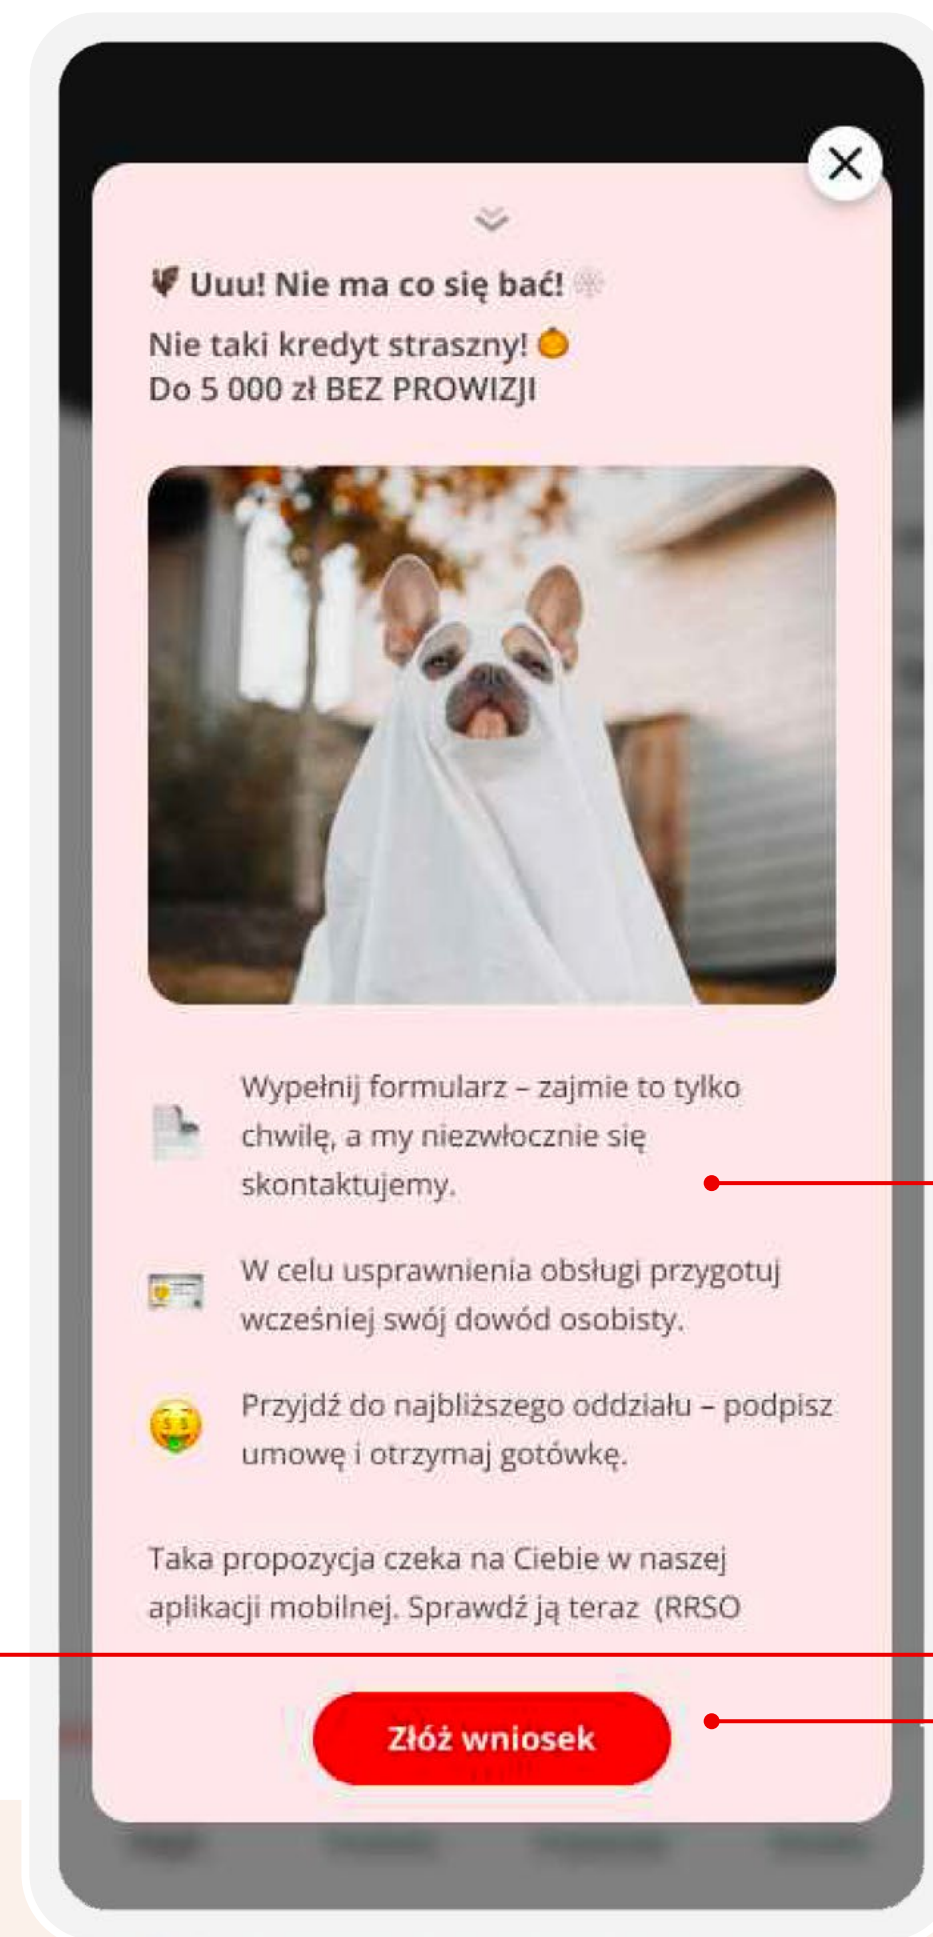 Uuu! Nie ma co się bać!
Nie taki kredyt straszny!
Do 5 000 zł BEZ PROWIZJI
Wypełnij formularz – zajmie to tylko
chwilę, a my niezwłocznie się
skontaktujemy.
W celu usprawnienia obsługi przygotuj
wcześniej swój dowód osobisty.
Przyjdź do najbliższego oddziału – podpisz
umowę i otrzymaj gotówkę.
Taka propozycja czeka na Ciebie w naszej
aplikacji mobilnej. Sprawdź ją teraz (RRSO
Złóż wniosek